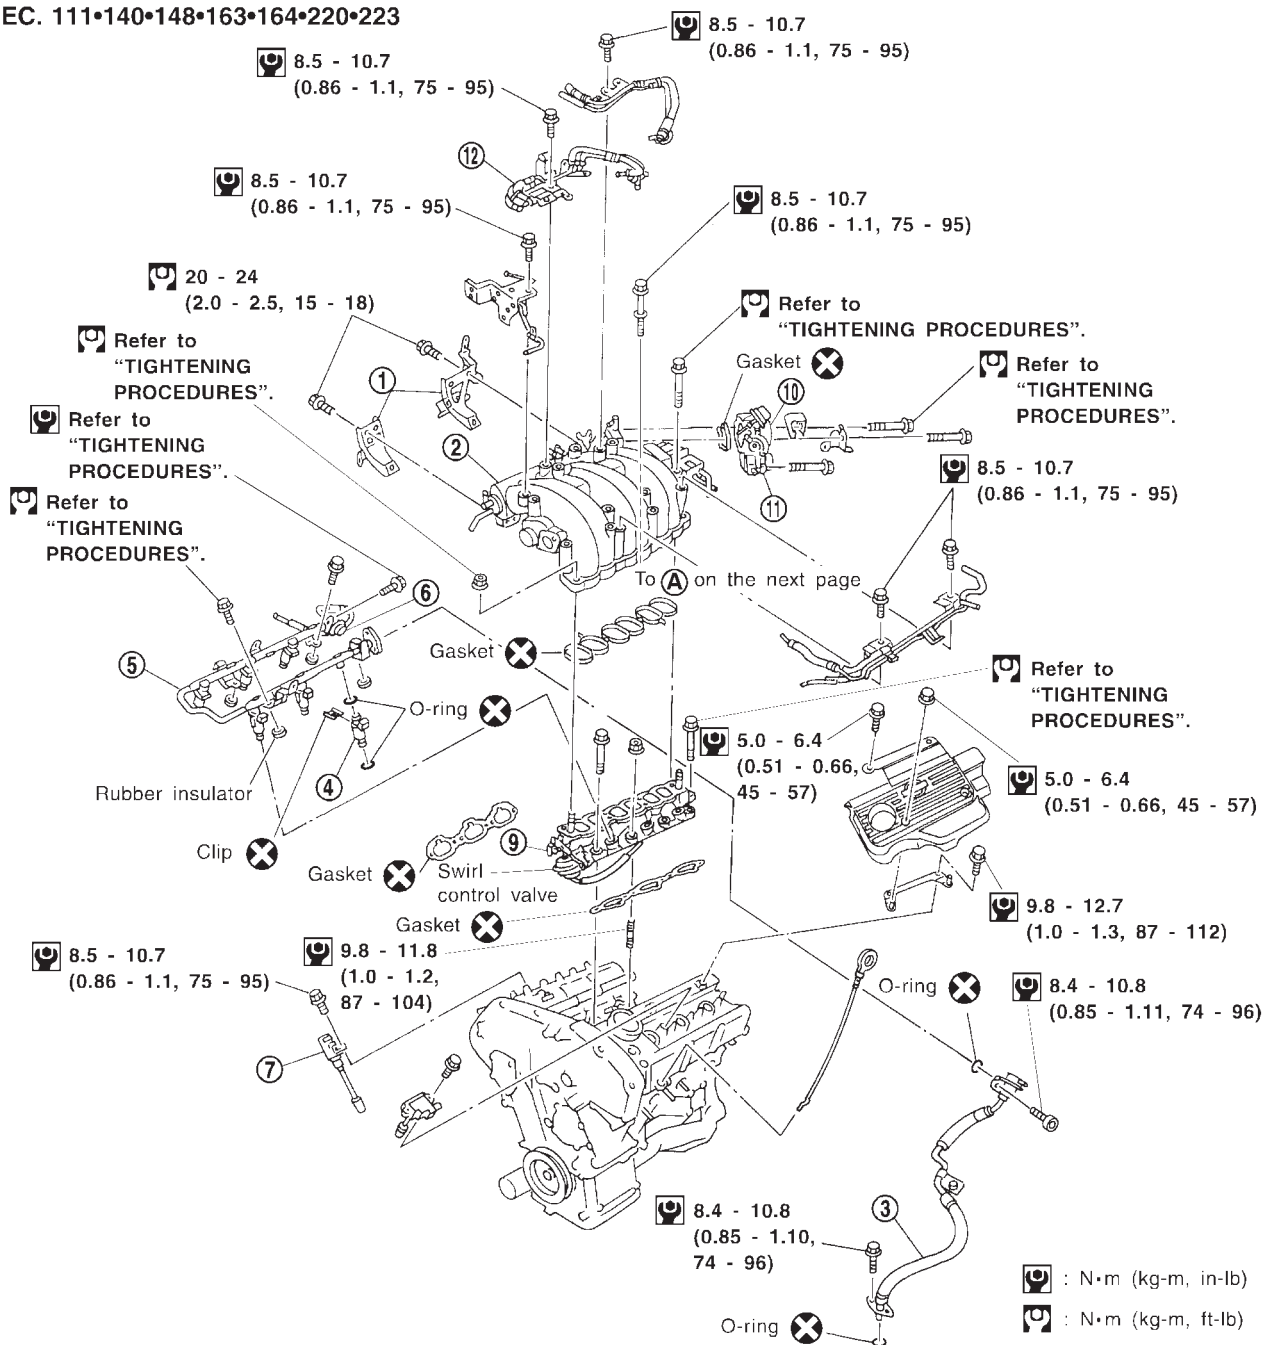 EC. 111•140•148•163•164•220•223
8.5 - 10.7
(0.86 - 1.1, 75 - 95)
8.5 - 10.7
(0.86 - 1.1, 75 - 95)
12
8.5 - 10.7
(0.86 - 1.1, 75 - 95)
8.5 - 10.7
(0.86 - 1.1, 75 - 95)
20 - 24
(2.0 - 2.5, 15 - 18)
Refer to
"TIGHTENING PROCEDURES".
Refer to
"TIGHTENING
PROCEDURES".
Gasket
Refer to
"TIGHTENING
PROCEDURES".
1
10
Refer to
"TIGHTENING
PROCEDURES".
2
11
8.5 - 10.7
(0.86 - 1.1, 75 - 95)
Refer to
"TIGHTENING
PROCEDURES".
To A on the next page
6
5
Gasket
Refer to
"TIGHTENING
PROCEDURES".
O-ring
5.0 - 6.4
(0.51 - 0.66,
45 - 57)
5.0 - 6.4
(0.51 - 0.66, 45 - 57)
4
Rubber insulator
Clip
9
Gasket
Swirl
control valve
Gasket
9.8 - 12.7
(1.0 - 1.3, 87 - 112)
8.5 - 10.7
(0.86 - 1.1, 75 - 95)
9.8 - 11.8
(1.0 - 1.2,
87 - 104)
O-ring
8.4 - 10.8
(0.85 - 1.11, 74 - 96)
7
8.4 - 10.8
(0.85 - 1.10,
74 - 96)
3
O-ring
: N•m (kg-m, in-lb)
: N•m (kg-m, ft-lb)